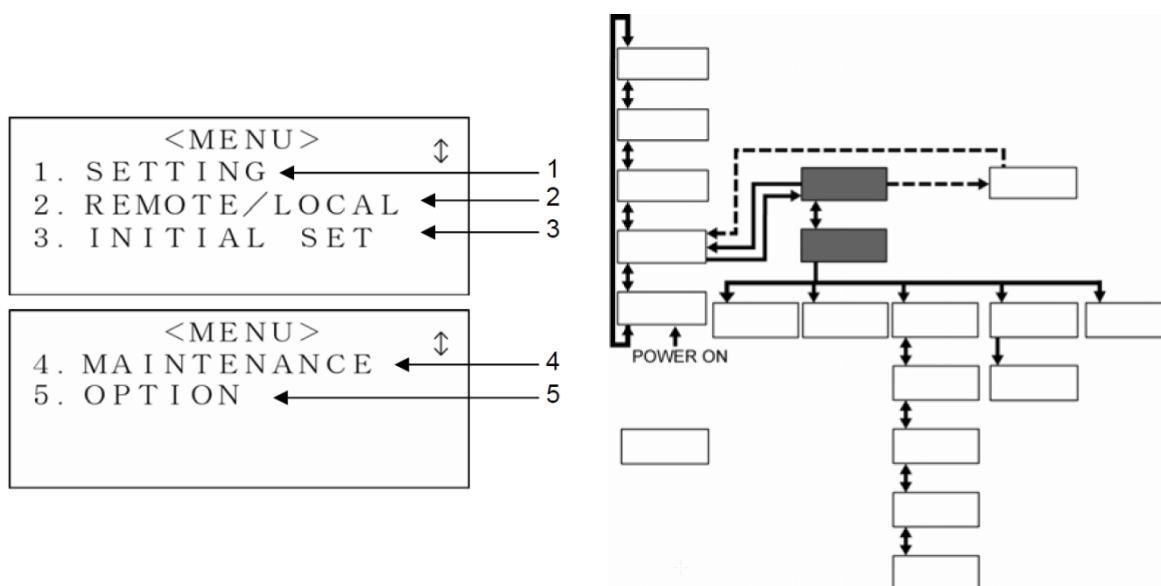 <MENU>
↕
1. SETTING
1
2. REMOTE/LOCAL
2
3. INITIAL SET
3
<MENU>
↕
4. MAINTENANCE
4
5. OPTION
5
POWER ON